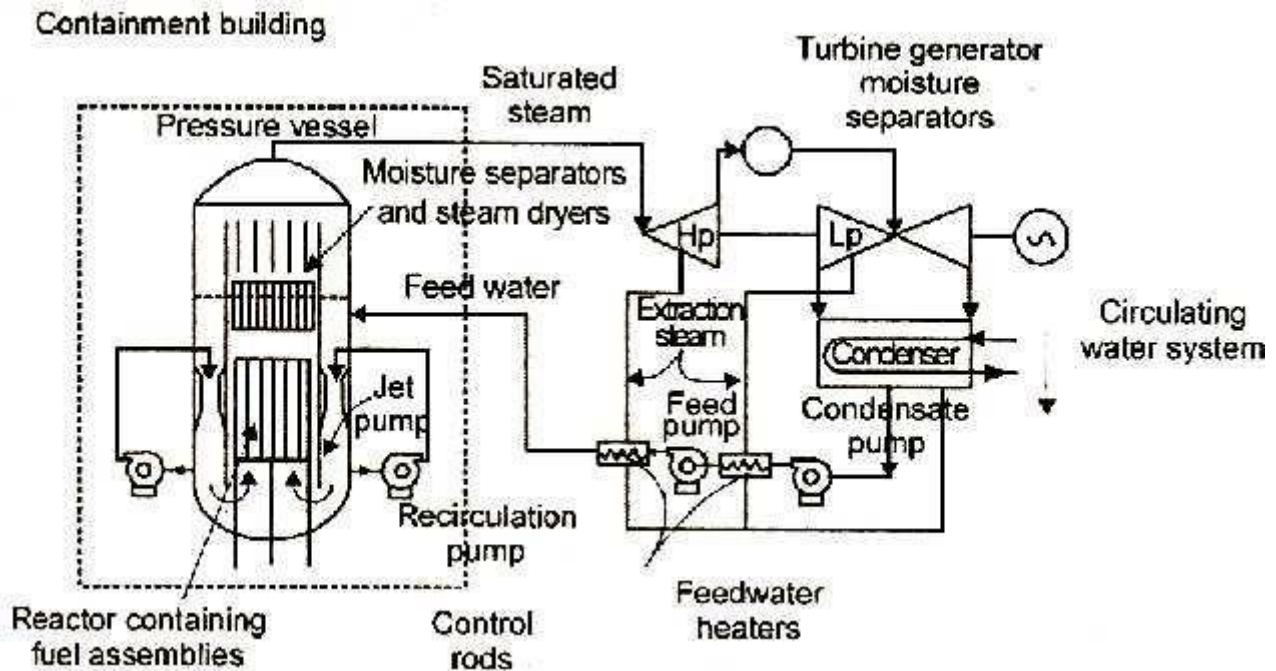 Containment building
Turbine generator
moisture
separators
Saturated
steam
Pressure vessel
Moisture separators
and steam dryers
Hp
Lp
Feed water
Extraction
steam
Condenser
Circulating
water system
Jet
pump
Feed
pump
Condensate
pump
Recirculation
pump
Reactor containing
fuel assemblies
Control
rods
Feedwater
heaters